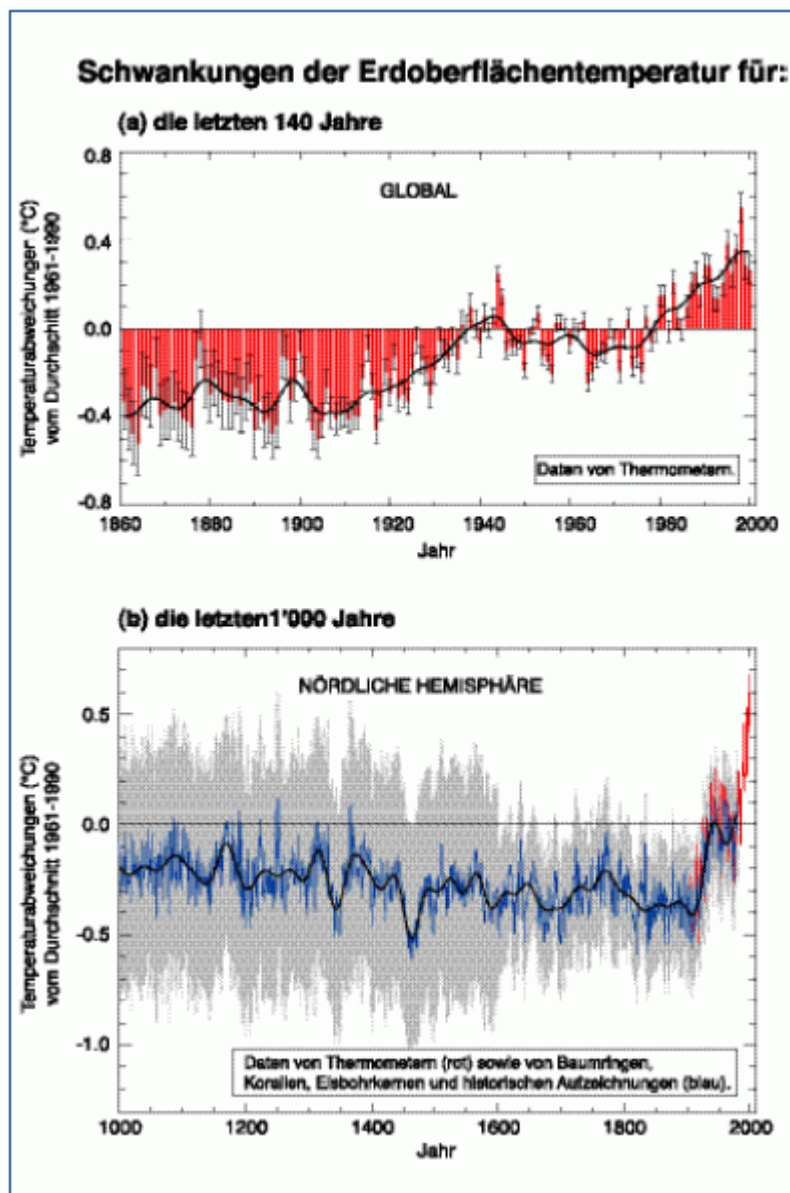 Schwankungen der Erdoberflächentemperatur für:
(a) die letzten 140 Jahre
GLOBAL
Temperaturabweichungen (°C)
vom Durchschitt 1961-1990
0.8
0.4
0.0
-0.4
-0.8
Daten von Thermometern.
1860 1880 1900 1920 1940 1960 1980 2000
Jahr
(b) die letzten1'000 Jahre
NÖRDLICHE HEMISPHÄRE
Temperaturabweichungen (°C)
vom Durchschnitt 1961-1990
0.5
0.0
-0.5
-1.0
Daten von Thermometern (rot) sowie von Baumringen,
Korallen, Eisbohrkernen und historischen Aufzeichnungen (blau).
1000 1200 1400 1600 1800 2000
Jahr